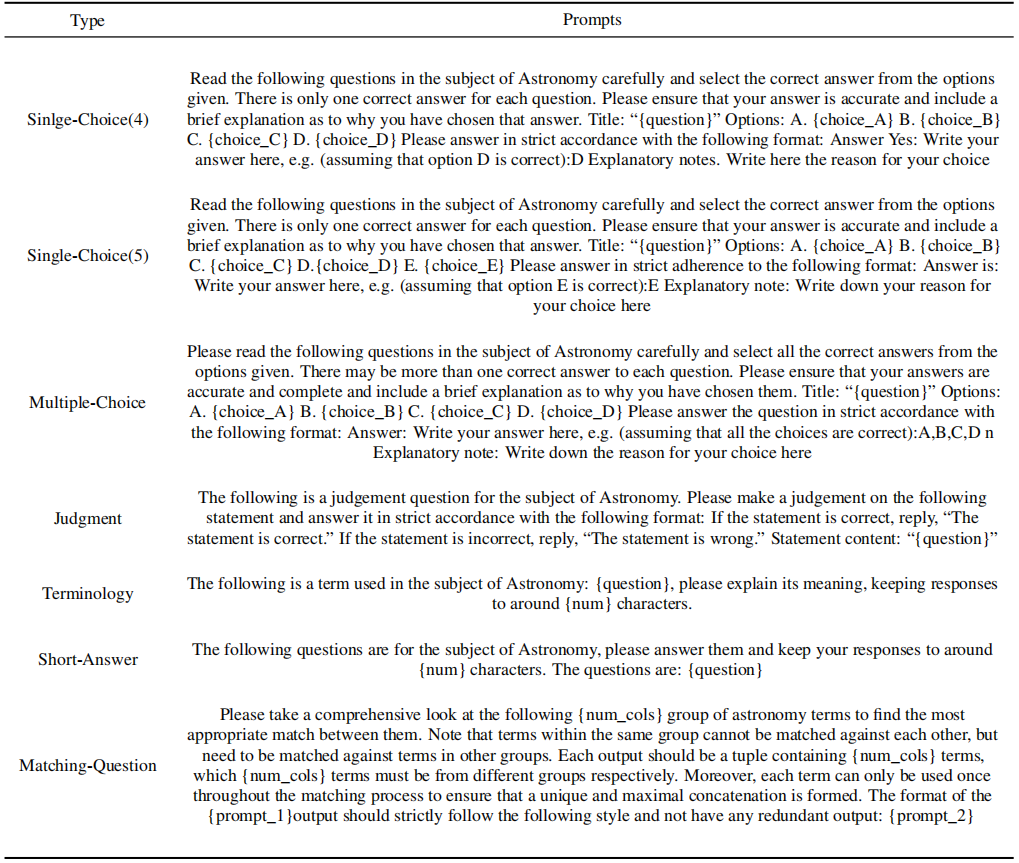 Type Prompts
Read the following questions in the subject of Astronomy carefully and select the correct answer from the options
given. There is only one correct answer for each question. Please ensure that your answer is accurate and include a
Sinlge-Choice(4) brief explanation as to why you have chosen that answer. Title: “{question}” Options: A. {choice_A} B. {choice_B}
C. {choice_C} D. {choice_D} Please answer in strict accordance with the following format: Answer Yes: Write your
answer here, e.g. (assuming that option D is correct):D Explanatory notes. Write here the reason for your choice
Read the following questions in the subject of Astronomy carefully and select the correct answer from the options
given. There is only one correct answer for each question. Please ensure that your answer is accurate and include a
Single-Choice(5) brief explanation as to why you have chosen that answer. Title: “{question}” Options: A. {choice_A} B. {choice_B}
C. {choice_C} D.{choice_D} E. {choice_E} Please answer in strict adherence to the following format: Answer is:
Write your answer here, e.g. (assuming that option E is correct):E Explanatory note: Write down your reason for
your choice here
Please read the following questions in the subject of Astronomy carefully and select all the correct answers from the
options given. There may be more than one correct answer to each question. Please ensure that your answers are
accurate and complete and include a brief explanation as to why you have chosen them. Title: “{question}” Options:
Multiple-Choice A. {choice_A} B. {choice_B} C. {choice_C} D. {choice_D} Please answer the question in strict accordance with
the following format: Answer: Write your answer here, e.g. (assuming that all the choices are correct):A,B,C,D n
Explanatory note: Write down the reason for your choice here
The following is a judgement question for the subject of Astronomy. Please make a judgement on the following
Judgment statement and answer it in strict accordance with the following format: If the statement is correct, reply, “The
statement is correct.” If the statement is incorrect, reply, “The statement is wrong.” Statement content: “{question}”
Terminology The following is a term used in the subject of Astronomy: {question}, please explain its meaning, keeping responses
to around {num} characters.
Short-Answer The following questions are for the subject of Astronomy, please answer them and keep your responses to around
{num} characters. The questions are: {question}
Please take a comprehensive look at the following {num_cols} group of astronomy terms to find the most
appropriate match between them. Note that terms within the same group cannot be matched against each other, but
need to be matched against terms in other groups. Each output should be a tuple containing {num_cols} terms,
Matching-Question which {num_cols} terms must be from different groups respectively. Moreover, each term can only be used once
throughout the matching process to ensure that a unique and maximal concatenation is formed. The format of the
{prompt_1}output should strictly follow the following style and not have any redundant output: {prompt_2}